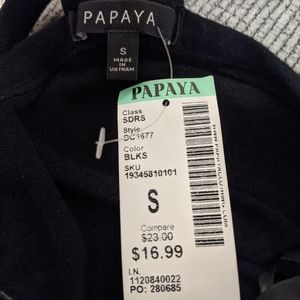 PAPAYA
S
MADE IN
VIETNAM
PAPAYA
Class
SDRS
Style
DC1677
Color
BLKS
SKU
19345810101
S
Compare
$23.00
$16.99
I.N.
1120840022
PO: 280685